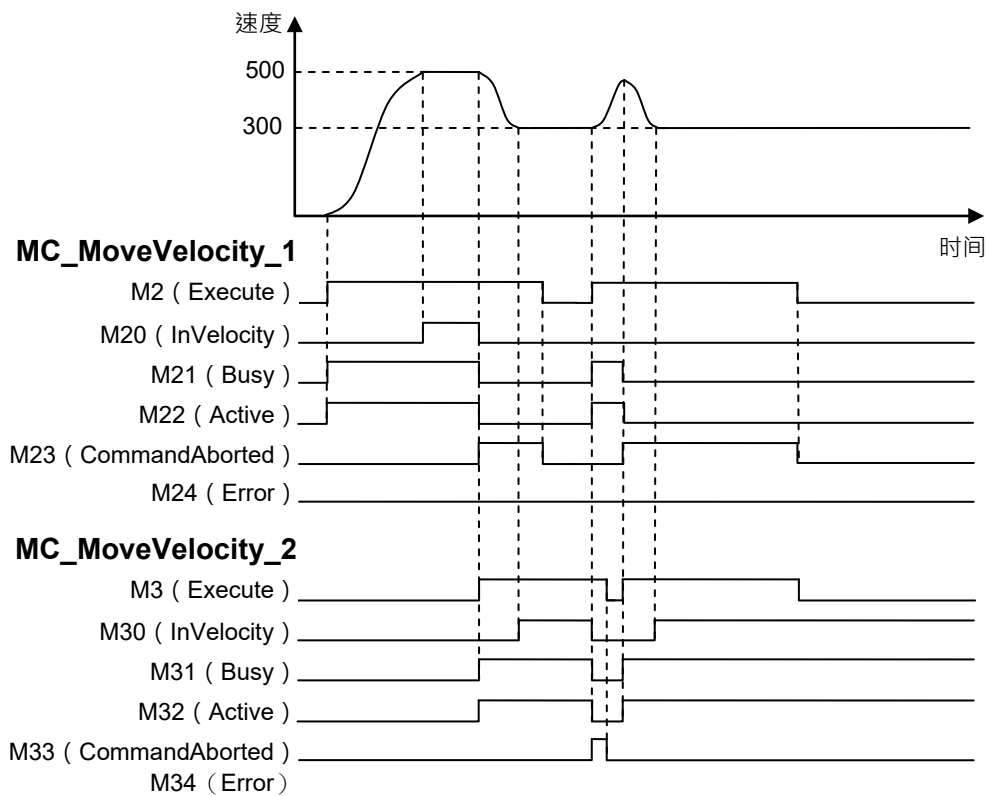 速度
500
300
时间
MC_MoveVelocity_1
M2（Execute）
M20（InVelocity）
M21（Busy）
M22（Active）
M23（CommandAborted）
M24（Error）
MC_MoveVelocity_2
M3（Execute）
M30（InVelocity）
M31（Busy）
M32（Active）
M33（CommandAborted）
M34（Error）